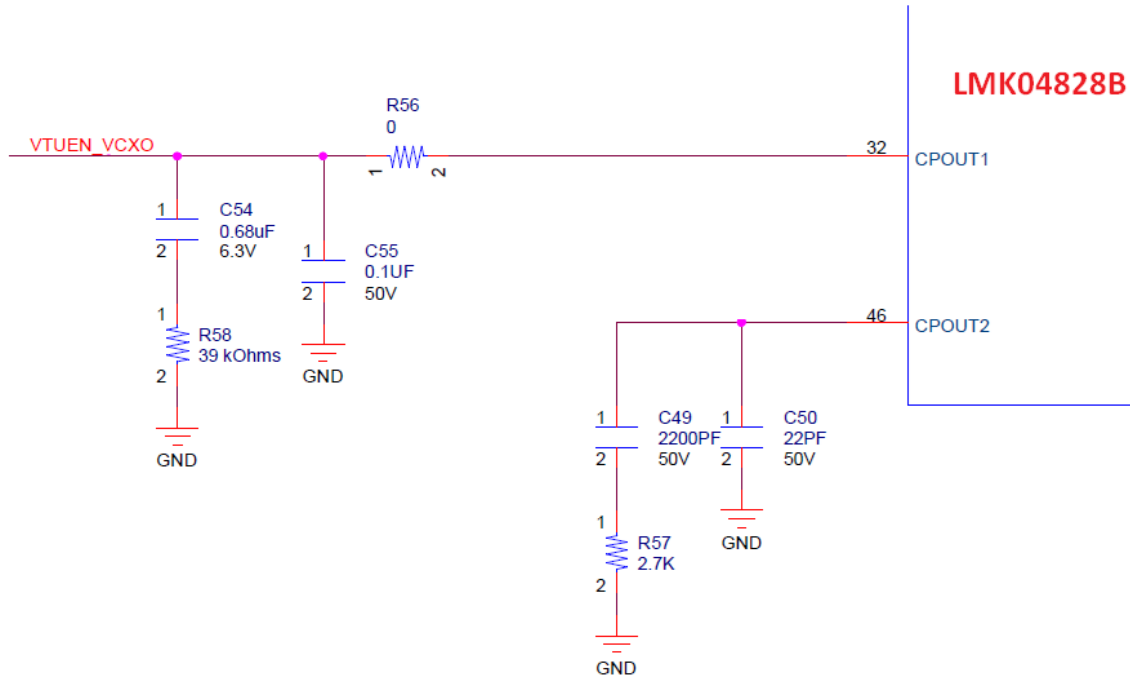 LMK04828B
R56
0
VTUEN_VCXO
1
2
32
CPOUT1
1
C54
0.68uF
2
6.3V
1
C55
0.1UF
2
50V
GND
1
R58
39 kOhms
2
GND
46
CPOUT2
1
C49
2200PF
2
50V
1
C50
22PF
2
50V
GND
1
R57
2.7K
2
GND